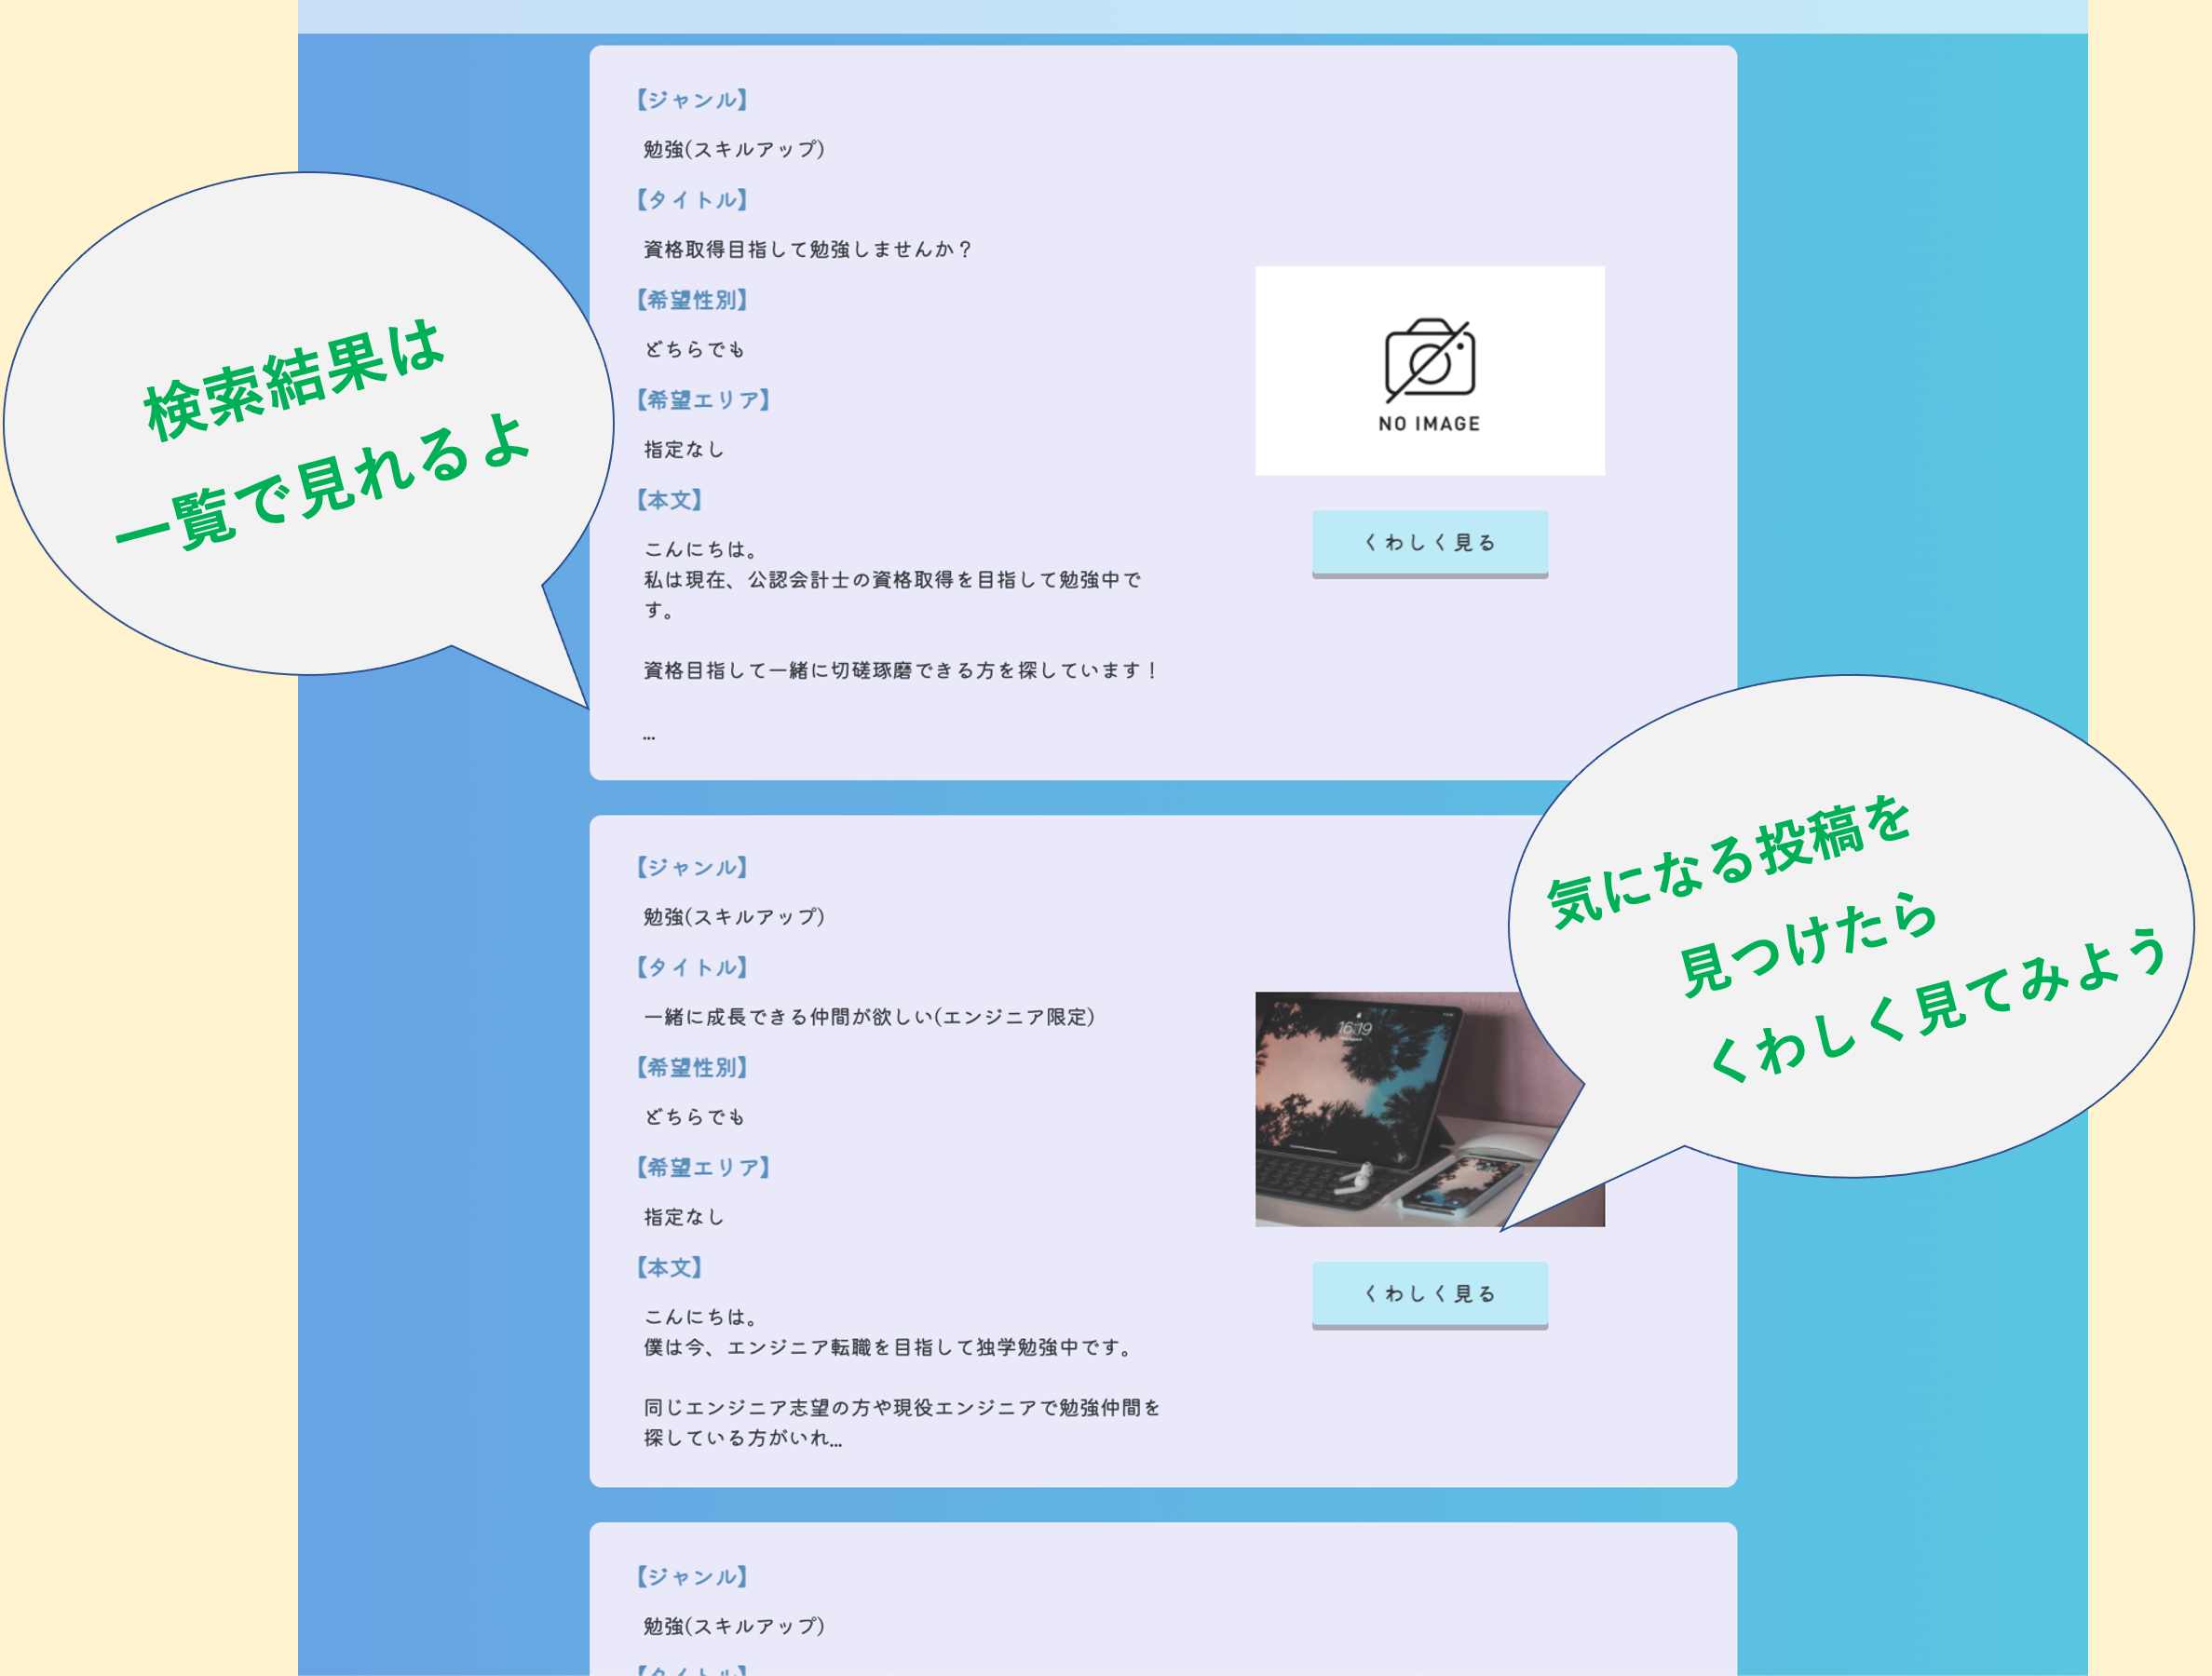 【ジャンル】
勉強(スキルアップ)
【タイトル】
資格取得目指して勉強しませんか？
【希望性別】
どちらでも
【希望エリア】
指定なし
【本文】
こんにちは。
私は現在、公認会計士の資格取得を目指して勉強中で
す。
資格目指して一緒に切磋琢磨できる方を探しています！
...
NO IMAGE
くわしく見る
検索結果は
一覧で見れるよ
【ジャンル】
勉強(スキルアップ)
【タイトル】
一緒に成長できる仲間が欲しい(エンジニア限定)
【希望性別】
どちらでも
【希望エリア】
指定なし
【本文】
こんにちは。
僕は今、エンジニア転職を目指して独学勉強中です。
同じエンジニア志望の方や現役エンジニアで勉強仲間を
探している方がいれ...
16:19
くわしく見る
気になる投稿を
見つけたら
くわしく見てみよう
【ジャンル】
勉強(スキルアップ)
【タイトル】